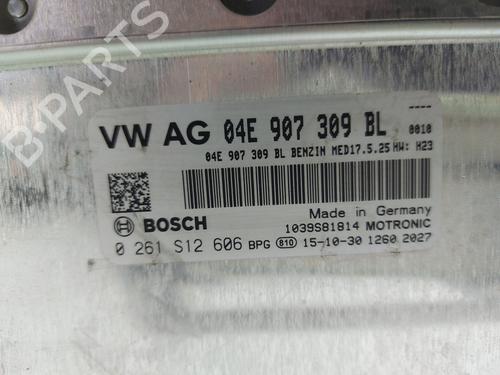 VW AG 04E 907 309 BL 0010
04E 907 309 BL BENZIN MED17.5.25 HW: H23
BOSCH
Made in Germany
1039S81814 MOTRONIC
0 261 S12 606 BPG 810 15-10-30 1260 2027
B-PARTS